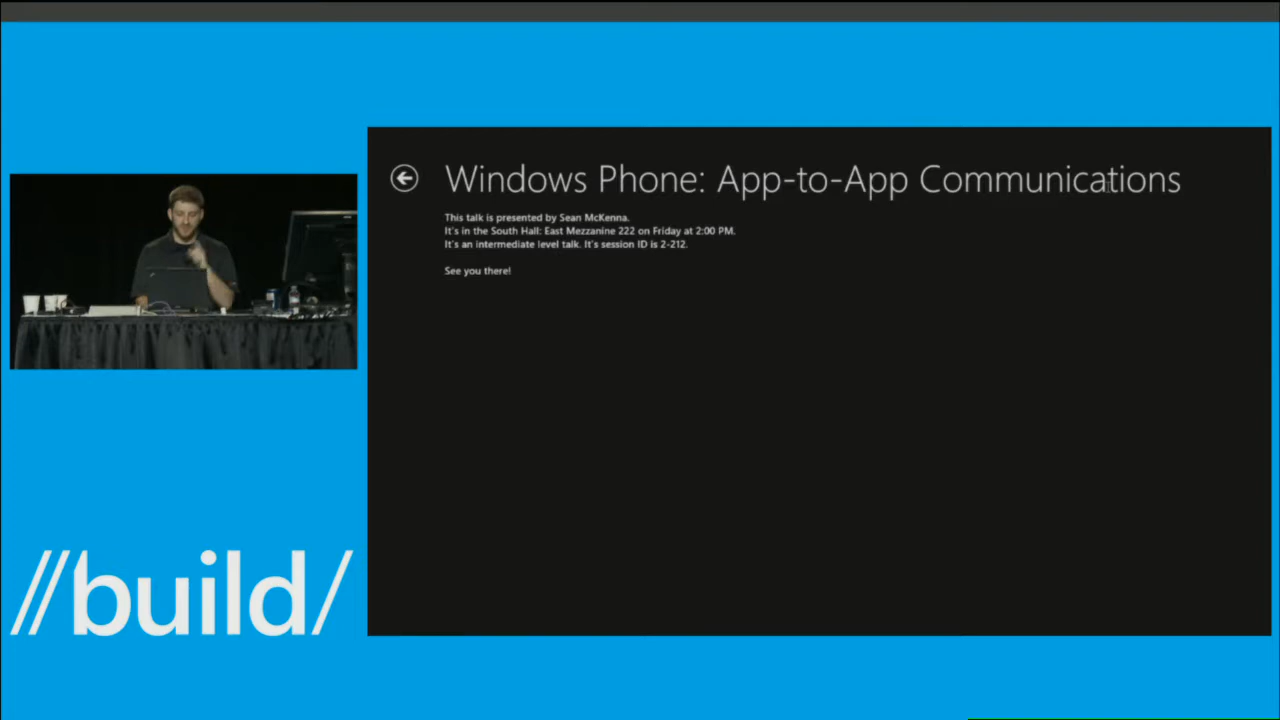 Windows Phone: App-to-App Communications
This talk is presented by Sean McKenna.
It's in the South Hall: East Mezzanine 222 on Friday at 2:00 PM.
It's an intermediate level talk. It's session ID is 2-212.
See you there!
//build/